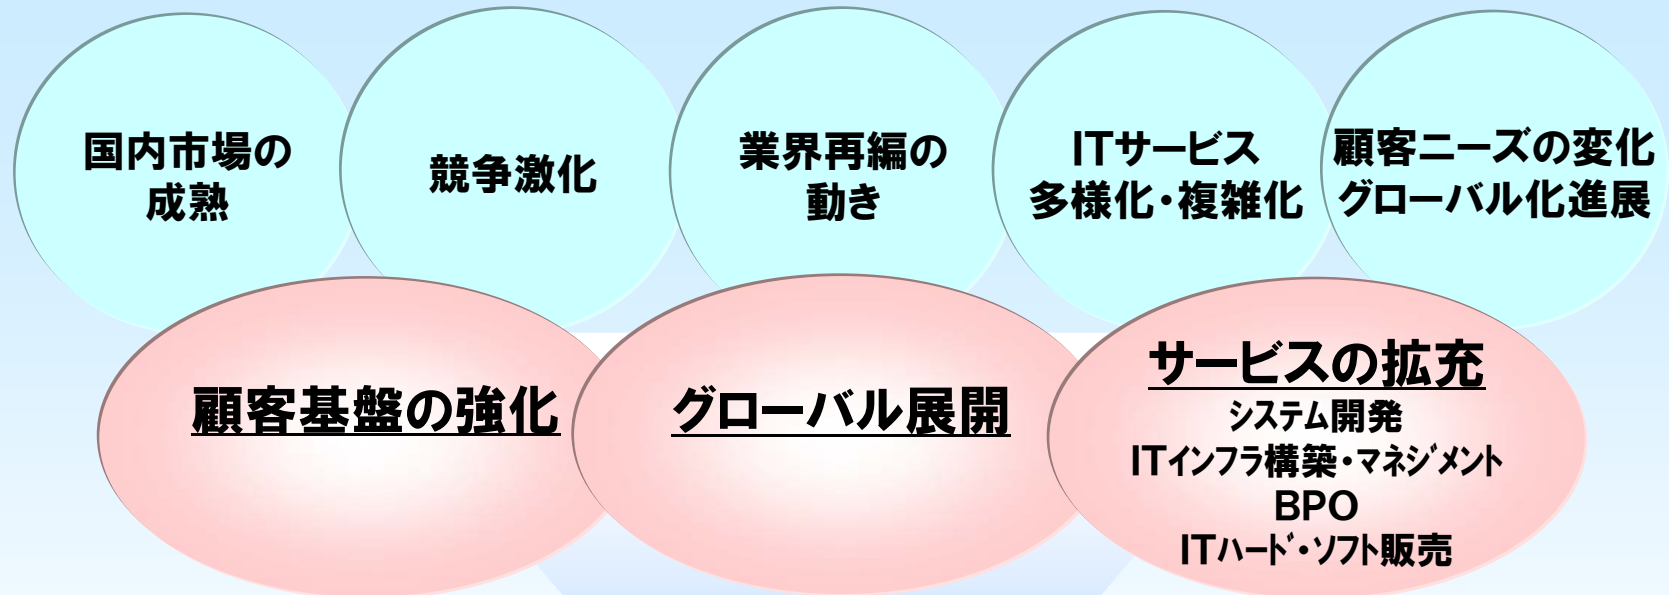 国内市場の
成熟
競争激化
業界再編の
動き
ITサービス
多様化・複雑化
顧客ニーズの変化
グローバル化進展
顧客基盤の強化
グローバル展開
サービスの拡充
システム開発
ITインフラ構築・マネジメント
BPO
ITハード・ソフト販売